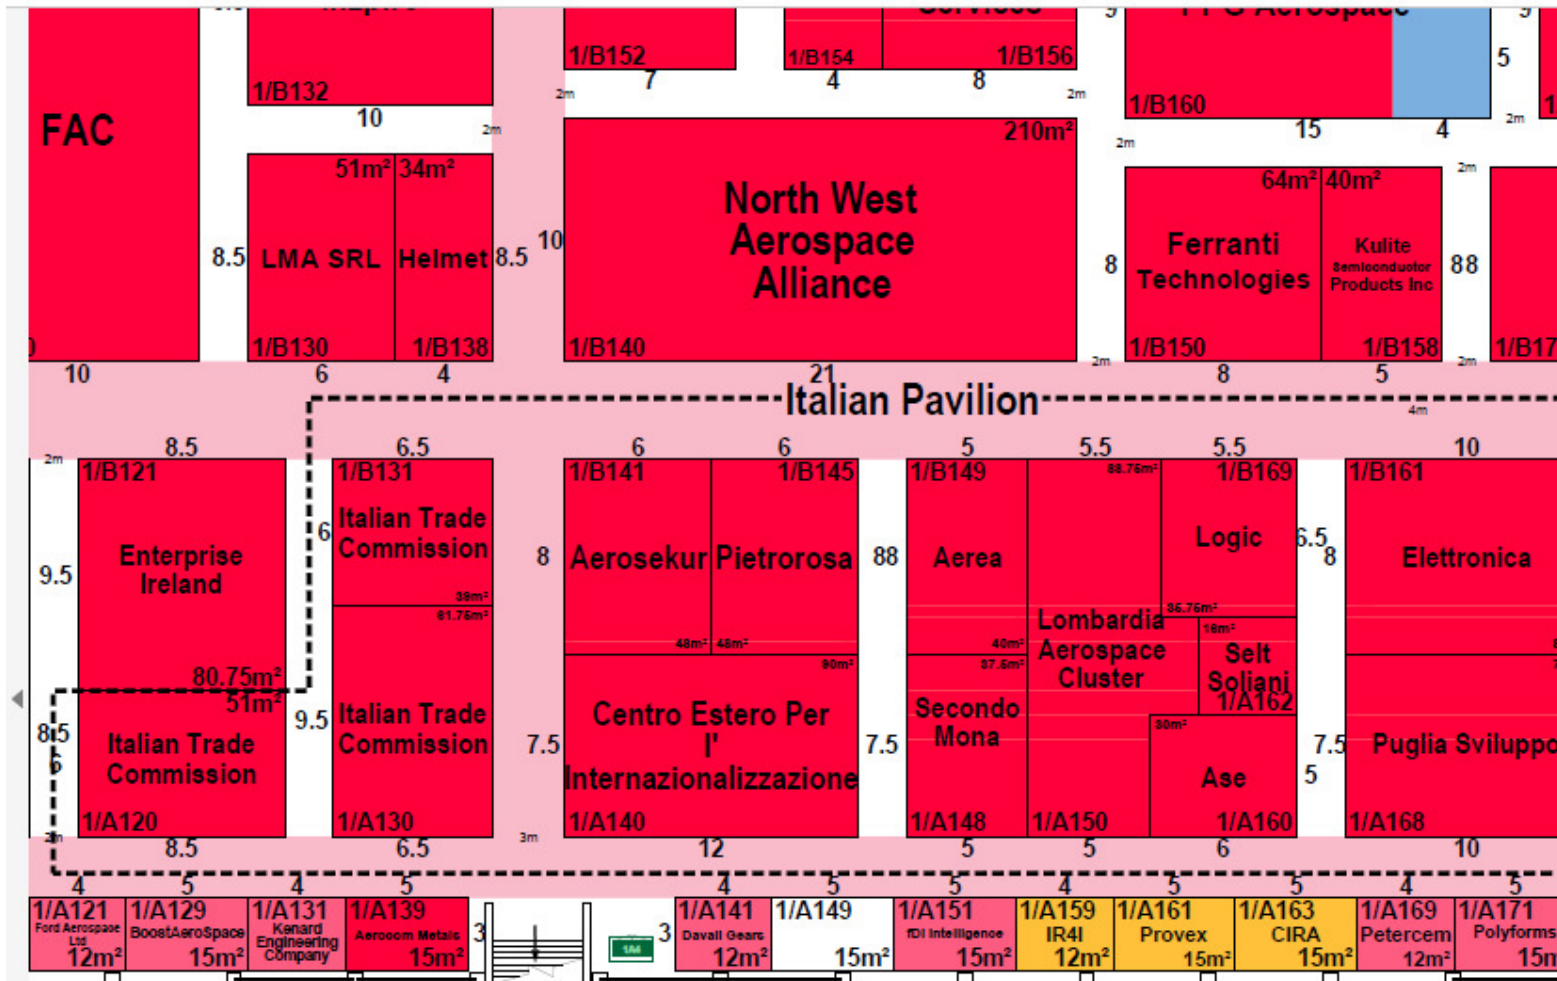 1/B132
10
2m
FAC
10
1/B152
7
2m
1/B154
4
1/B156
8
2m
9
PPG Aerospace
1/B160
15
4
5
9
2m
2m
51m²
LMA SRL
1/B130
8.5
6
34m²
Helmet
1/B138
8.5
4
210m²
North West
Aerospace
Alliance
1/B140
10
21
2m
64m²
Ferranti
Technologies
1/B150
8
8
40m²
Kulite
Semiconductor
Products Inc
1/B158
5
88
2m
2m
1/B17
Italian Pavilion
4m
2m
8.5
1/B121
Enterprise
Ireland
80.75m²
9.5
51m²
Italian Trade
Commission
1/A120
8.5
6
8.5
2m
6.5
1/B131
Italian Trade
Commission
39m²
6
61.75m²
Italian Trade
Commission
1/A130
9.5
6.5
3m
6
1/B141
Aerosekur
48m²
8
6
1/B145
Pietrorosa
48m²
88
90m²
Centro Estero Per
l'
Internazionalizzazione
1/A140
7.5
12
7.5
5
1/B149
Aerea
40m²
37.5m²
Secondo
Mona
1/A148
5
5.5
88.75m²
Lombardia
Aerospace
Cluster
1/A150
5
5.5
1/B169
Logic
35.75m²
6.5
8
16m²
Selt
Soliani
1/A162
30m²
Ase
1/A160
5
6
10
1/B161
Elettronica
Puglia Sviluppo
1/A168
7.5
10
4
1/A121
Ford Aerospace
Ltd
12m²
5
1/A129
BoostAeroSpace
15m²
4
1/A131
Kenard
Engineering
Company
5
1/A139
Aerocom Metals
15m²
3
1A4
3
4
1/A141
Davall Gears
12m²
5
1/A149
15m²
5
1/A151
fDI Intelligence
15m²
4
1/A159
IR4I
12m²
5
1/A161
Provex
15m²
5
1/A163
CIRA
15m²
4
1/A169
Petercem
12m²
5
1/A171
Polyforms